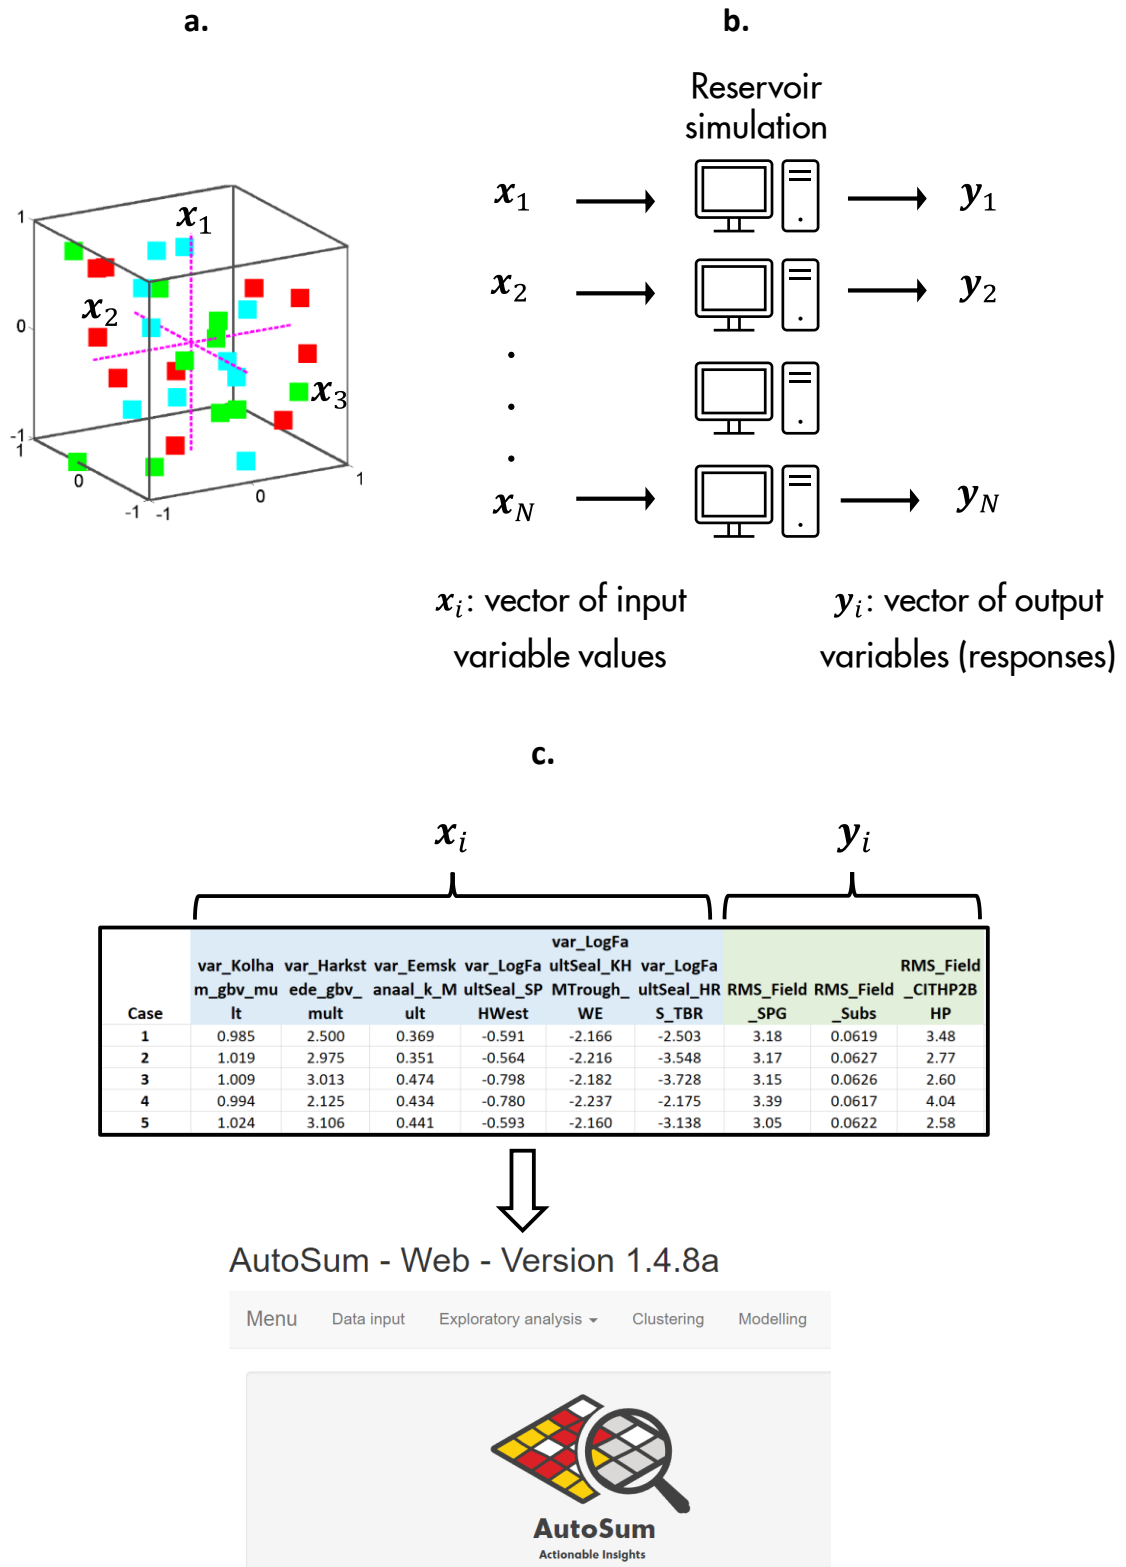 a.
x1
x2
x3
1
0
-1
1
0
-1
-1
0
1
b.
Reservoir
simulation
x1
y1
x2
y2
.
.
.
xN
yN
xi: vector of input
variable values
yi: vector of output
variables (responses)
c.
xi
yi
Case
var_Kolha
m_gbv_mu
lt
var_Harkst
ede_gbv_
mult
var_Eemsk
anaal_k_M
ult
var_LogFa
ultSeal_SP
HWest
var_LogFa
ultSeal_KH
MTrough_
WE
var_LogFa
ultSeal_HR
S_TBR
RMS_Field
_SPG
RMS_Field
_Subs
RMS_Field
_CITHP2B
HP
1 0.985 2.500 0.369 -0.591 -2.166 -2.503 3.18 0.0619 3.48
2 1.019 2.975 0.351 -0.564 -2.216 -3.548 3.17 0.0627 2.77
3 1.009 3.013 0.474 -0.798 -2.182 -3.728 3.15 0.0626 2.60
4 0.994 2.125 0.434 -0.780 -2.237 -2.175 3.39 0.0617 4.04
5 1.024 3.106 0.441 -0.593 -2.160 -3.138 3.05 0.0622 2.58
AutoSum - Web - Version 1.4.8a
Menu Data input Exploratory analysis Clustering Modelling
AutoSum
Actionable Insights